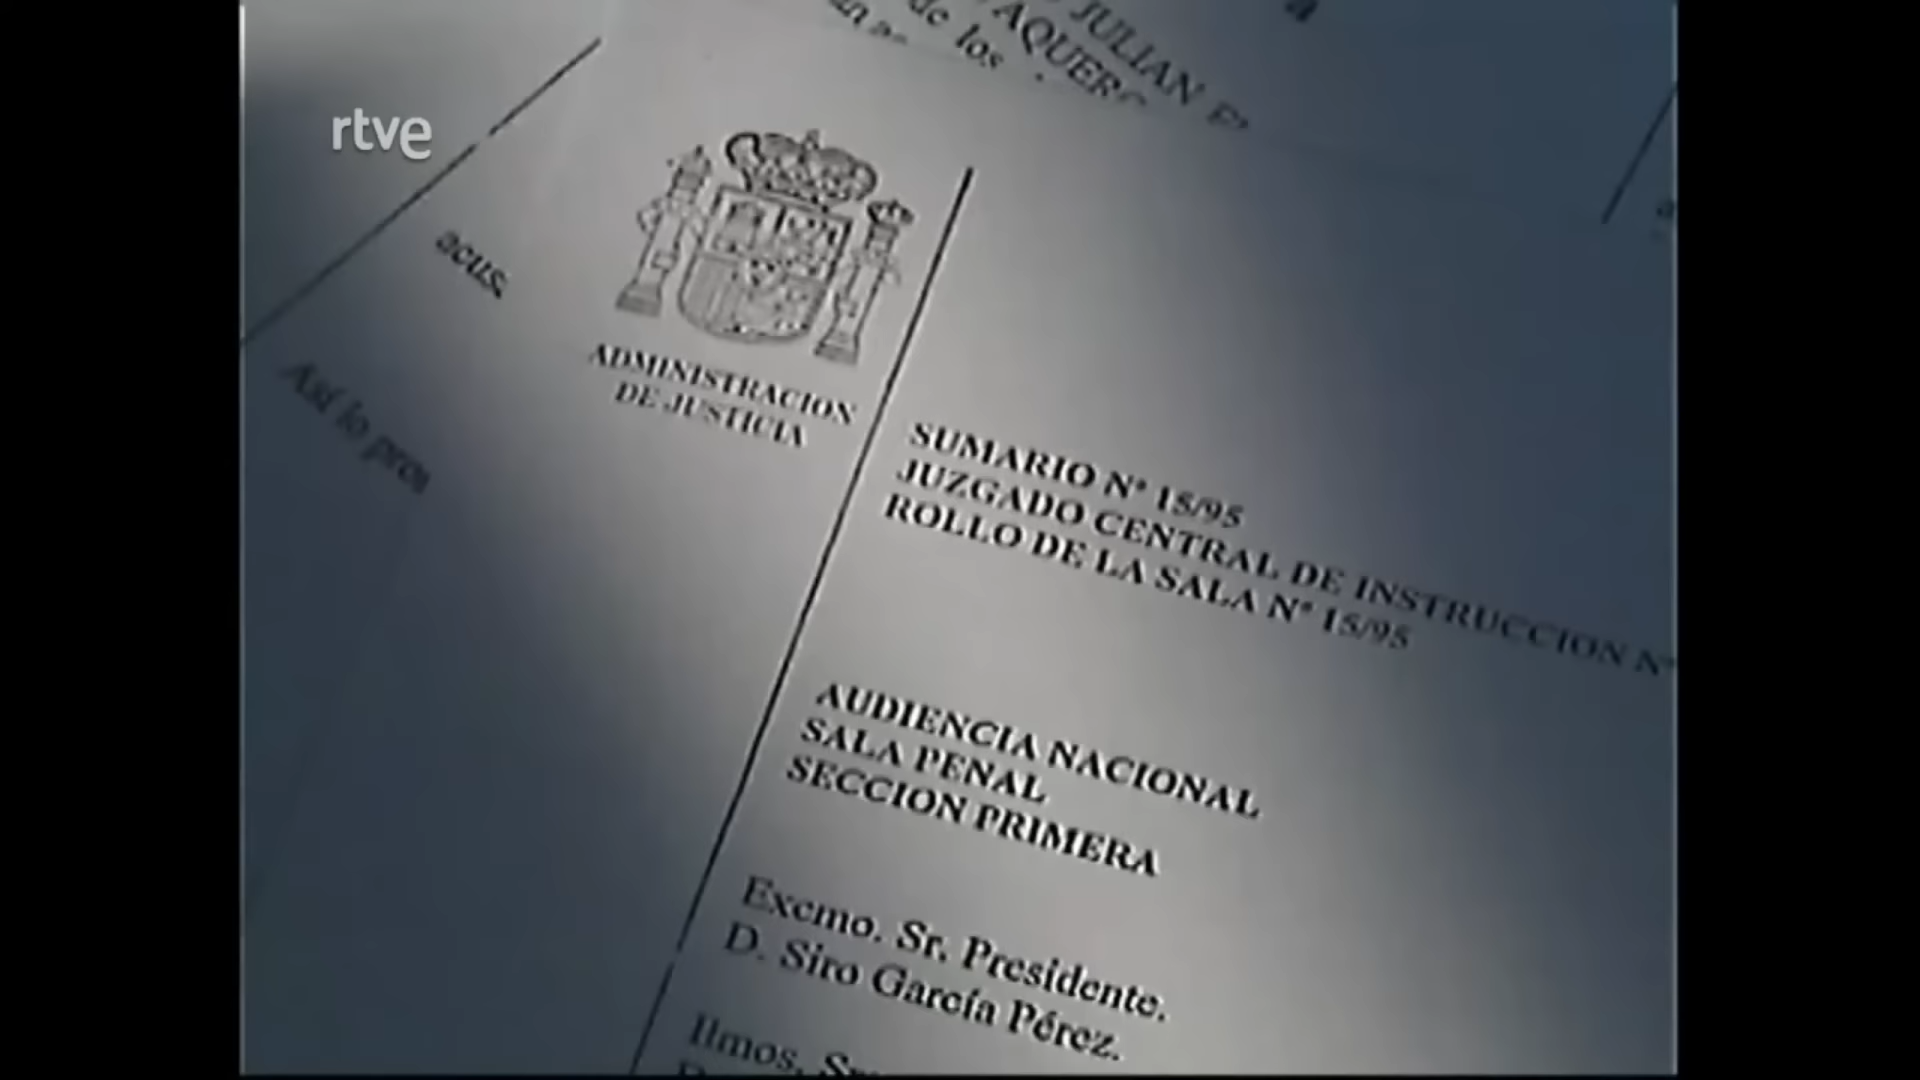 rtve
de los
JULIAN
acus.
Así lo
ADMINISTRACION
DE JUSTICIA
SUMARIO Nº 15/95
JUZGADO CENTRAL DE INSTRUCCION Nº
ROLLO DE LA SALA Nº 15/95
AUDIENCIA NACIONAL
SALA PENAL
SECCION PRIMERA
Excmo. Sr. Presidente.
D. Siro García Pérez.
Ilmos.